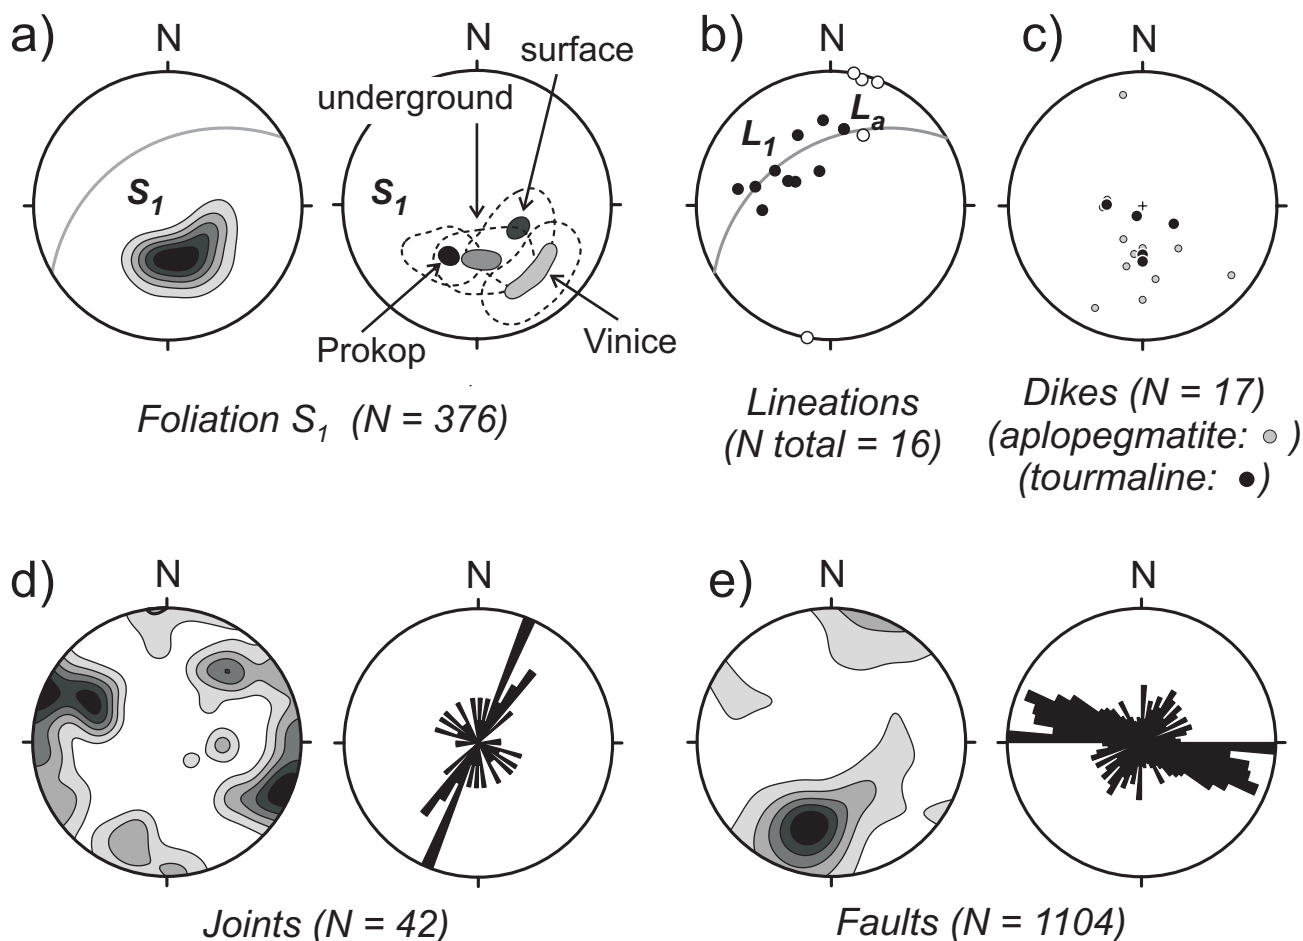 a)
N
N
surface
underground
S1
S1
Prokop
Vinice
Foliation S1 (N = 376)
b)
N
La
L1
Lineations
(N total = 16)
c)
N
Dikes (N = 17)
(aplopegmatite: )
(tourmaline: )
d)
N
N
Joints (N = 42)
e)
N
N
Faults (N = 1104)